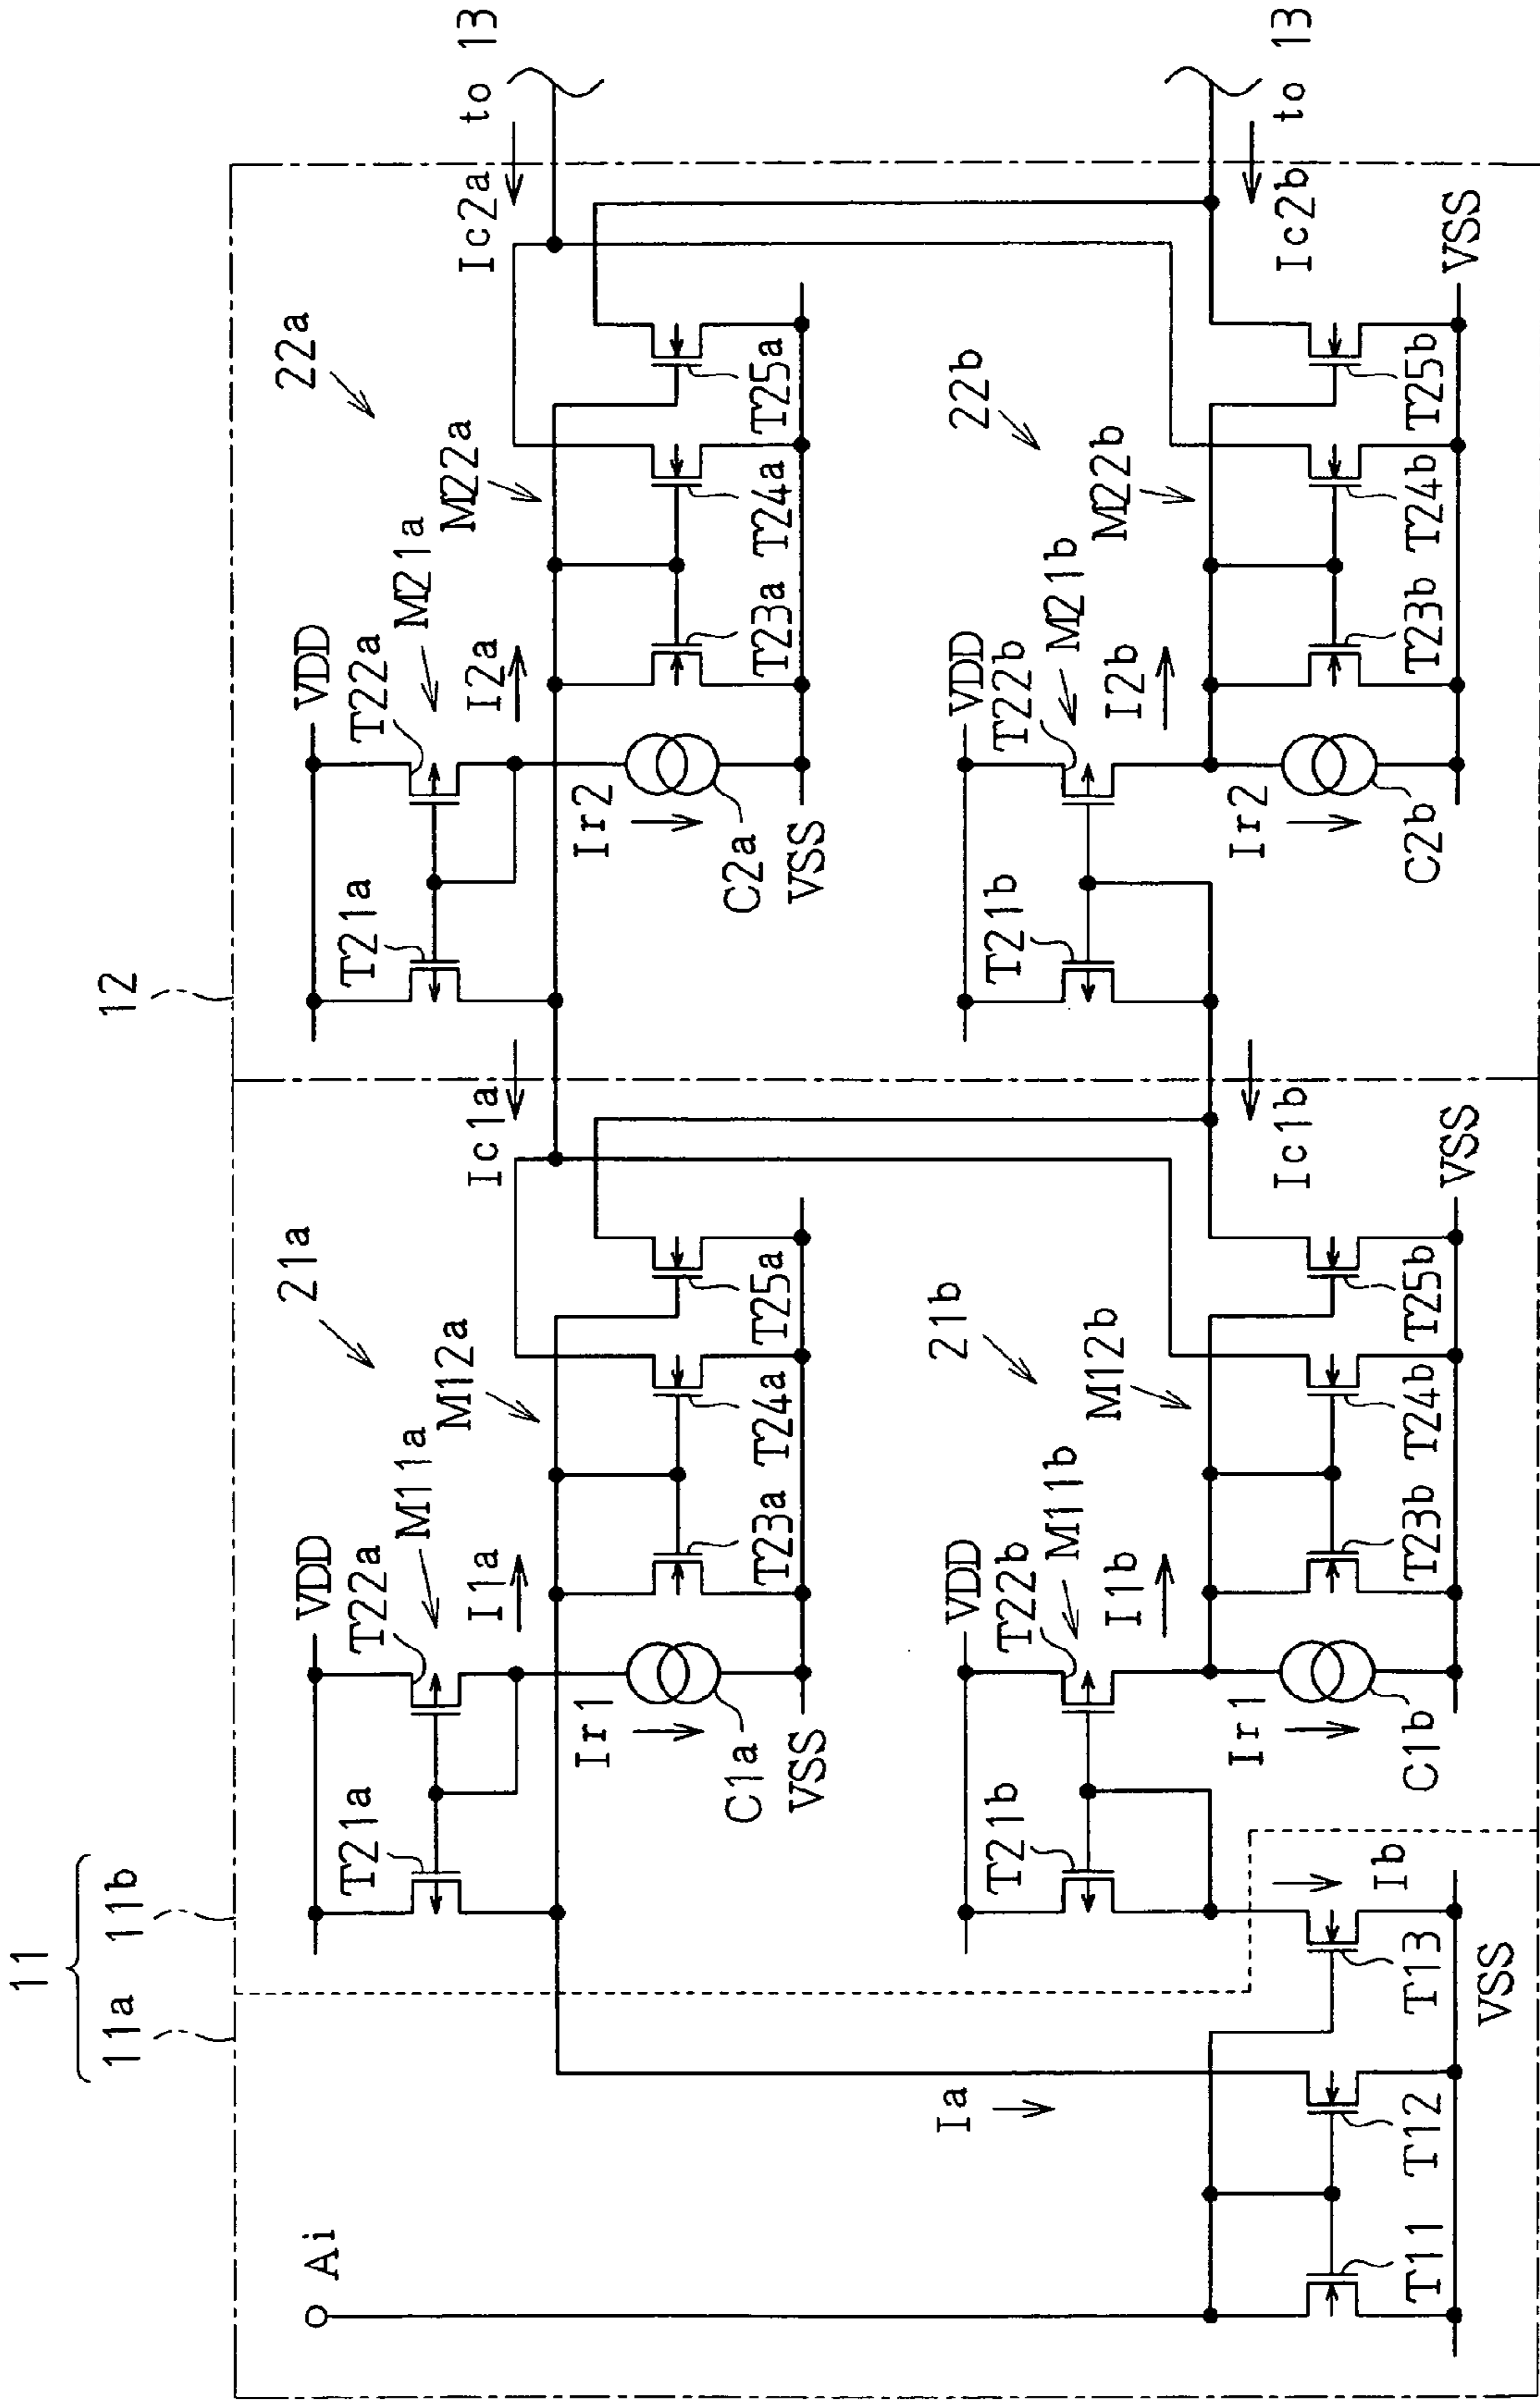 11
11a 11b
12
Ai
VDD
T21a T22a
M11a
21a
I1a
M12a
Ic1a
Ir1
C1a
T23a T24a T25a
VSS
VDD
T21a T22a
M21a
22a
I2a
M22a
Ic2a to 13
Ir2
C2a
T23a T24a T25a
VSS
Ia
VDD
T21b T22b
M11b
21b
I1b
M12b
Ic1b
Ir1
C1b
T23b T24b T25b
VSS
VDD
T21b T22b
M21b
22b
I2b
M22b
Ic2b to 13
Ir2
C2b
T23b T24b T25b
VSS
Ib
T11 T12 T13
VSS